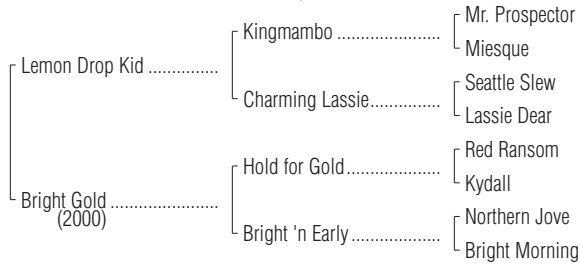 Mr. Prospector
Kingmambo ......................
Miesque
Lemon Drop Kid ...............
Seattle Slew
Charming Lassie................
Lassie Dear
Red Ransom
Hold for Gold.....................
Kydall
Bright Gold .......................
(2000)
Northern Jove
Bright 'n Early ....................
Bright Morning